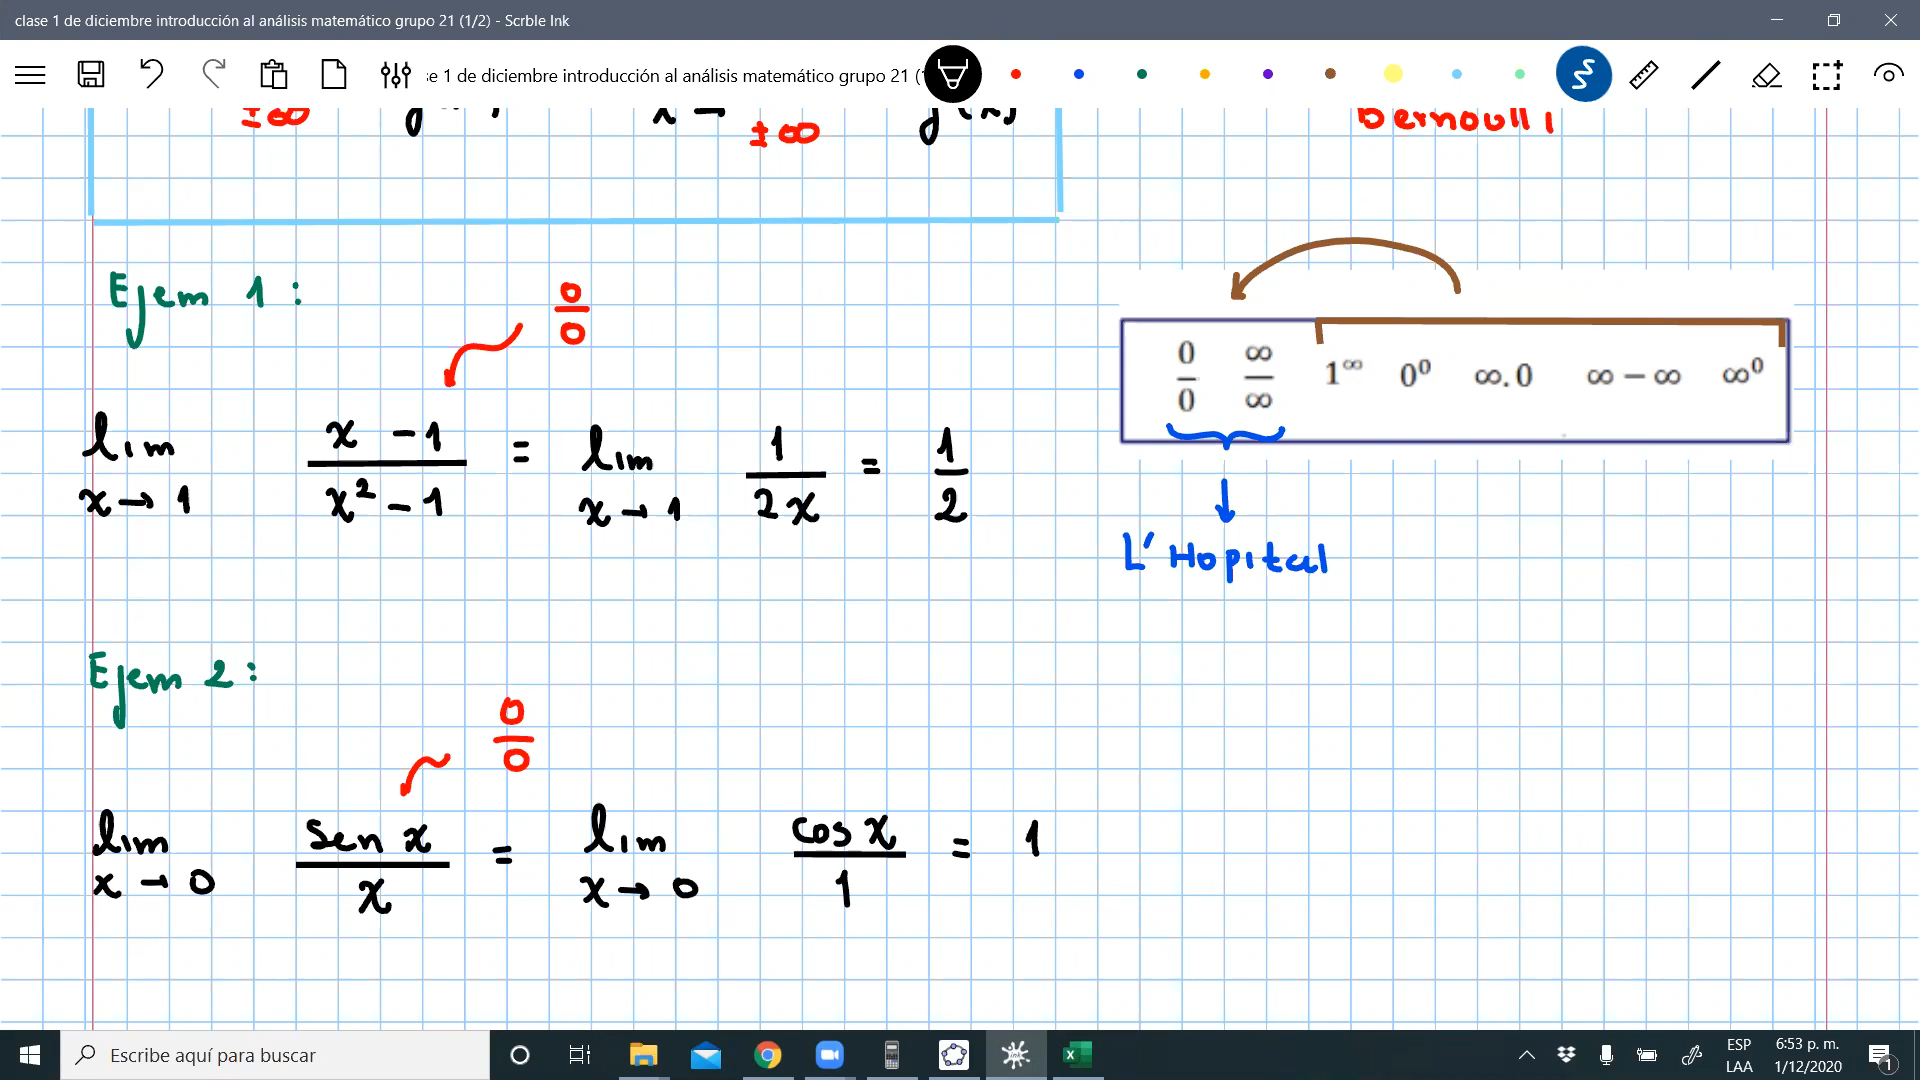 clase 1 de diciembre introducción al análisis matemático grupo 21 (1/2) - Scrble Ink
se 1 de diciembre introducción al análisis matemático grupo 21 (
±∞ x → ±∞ g(x) Bernoulli
Ejem 1:
0/0
lim x→1 (x - 1)/(x² - 1) = lim x→1 1/(2x) = 1/2
0/0 ∞/∞ 1^∞ 0⁰ ∞.0 ∞ − ∞ ∞⁰
L'Hopital
Ejem 2:
0/0
lim x→0 sen x/x = lim x→0 cos x/1 = 1
Escribe aquí para buscar
ESP
LAA
6:53 p. m.
1/12/2020
1